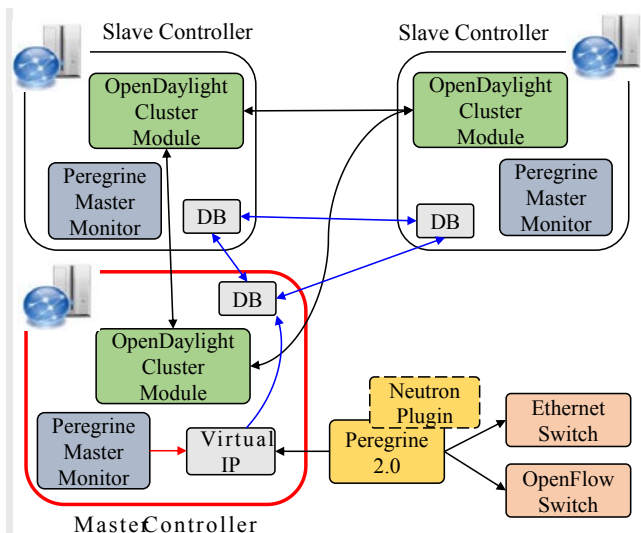 Slave Controller
Slave Controller
OpenDaylight
Cluster
Module
OpenDaylight
Cluster
Module
Peregrine
Master
Monitor
Peregrine
Master
Monitor
DB
DB
DB
OpenDaylight
Cluster
Module
Neutron
Plugin
Peregrine
2.0
Ethernet
Switch
Peregrine
Master
Monitor
Virtual
IP
OpenFlow
Switch
MasterController